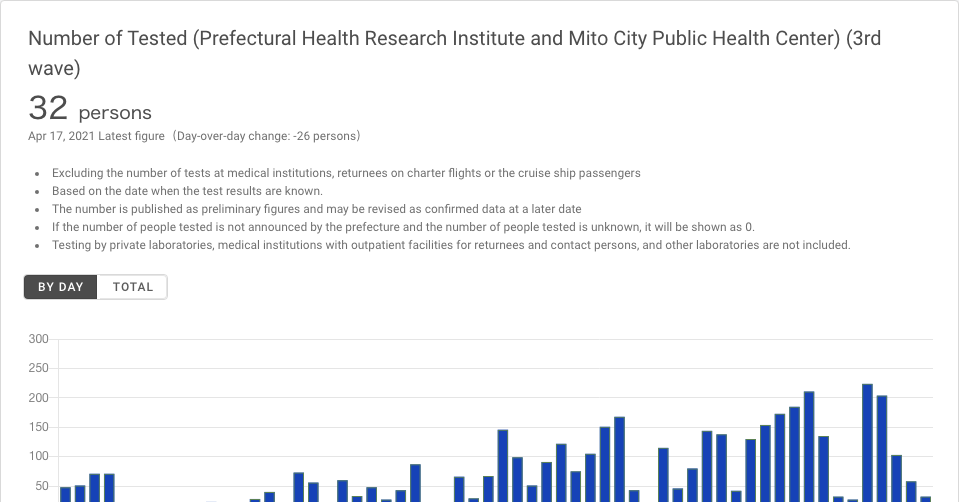 Number of Tested (Prefectural Health Research Institute and Mito City Public Health Center) (3rd
wave)
32 persons
Apr 17, 2021 Latest figure（Day-over-day change: -26 persons）
• Excluding the number of tests at medical institutions, returnees on charter flights or the cruise ship passengers
• Based on the date when the test results are known.
• The number is published as preliminary figures and may be revised as confirmed data at a later date
• If the number of people tested is not announced by the prefecture and the number of people tested is unknown, it will be shown as 0.
• Testing by private laboratories, medical institutions with outpatient facilities for returnees and contact persons, and other laboratories are not included.
BY DAY TOTAL
300
250
200
150
100
50